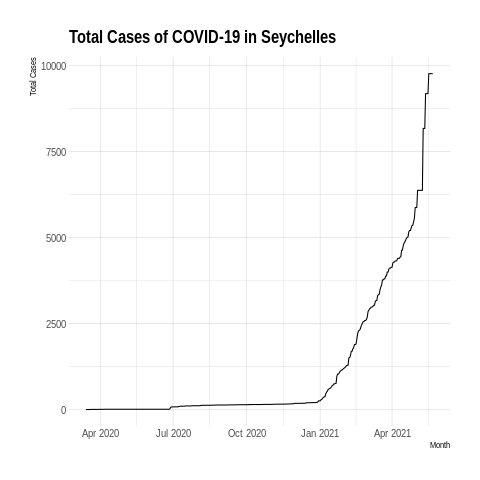 Total Cases of COVID-19 in Seychelles
Total Cases
10000
7500
5000
2500
0
Apr 2020 Jul 2020 Oct 2020 Jan 2021 Apr 2021
Month